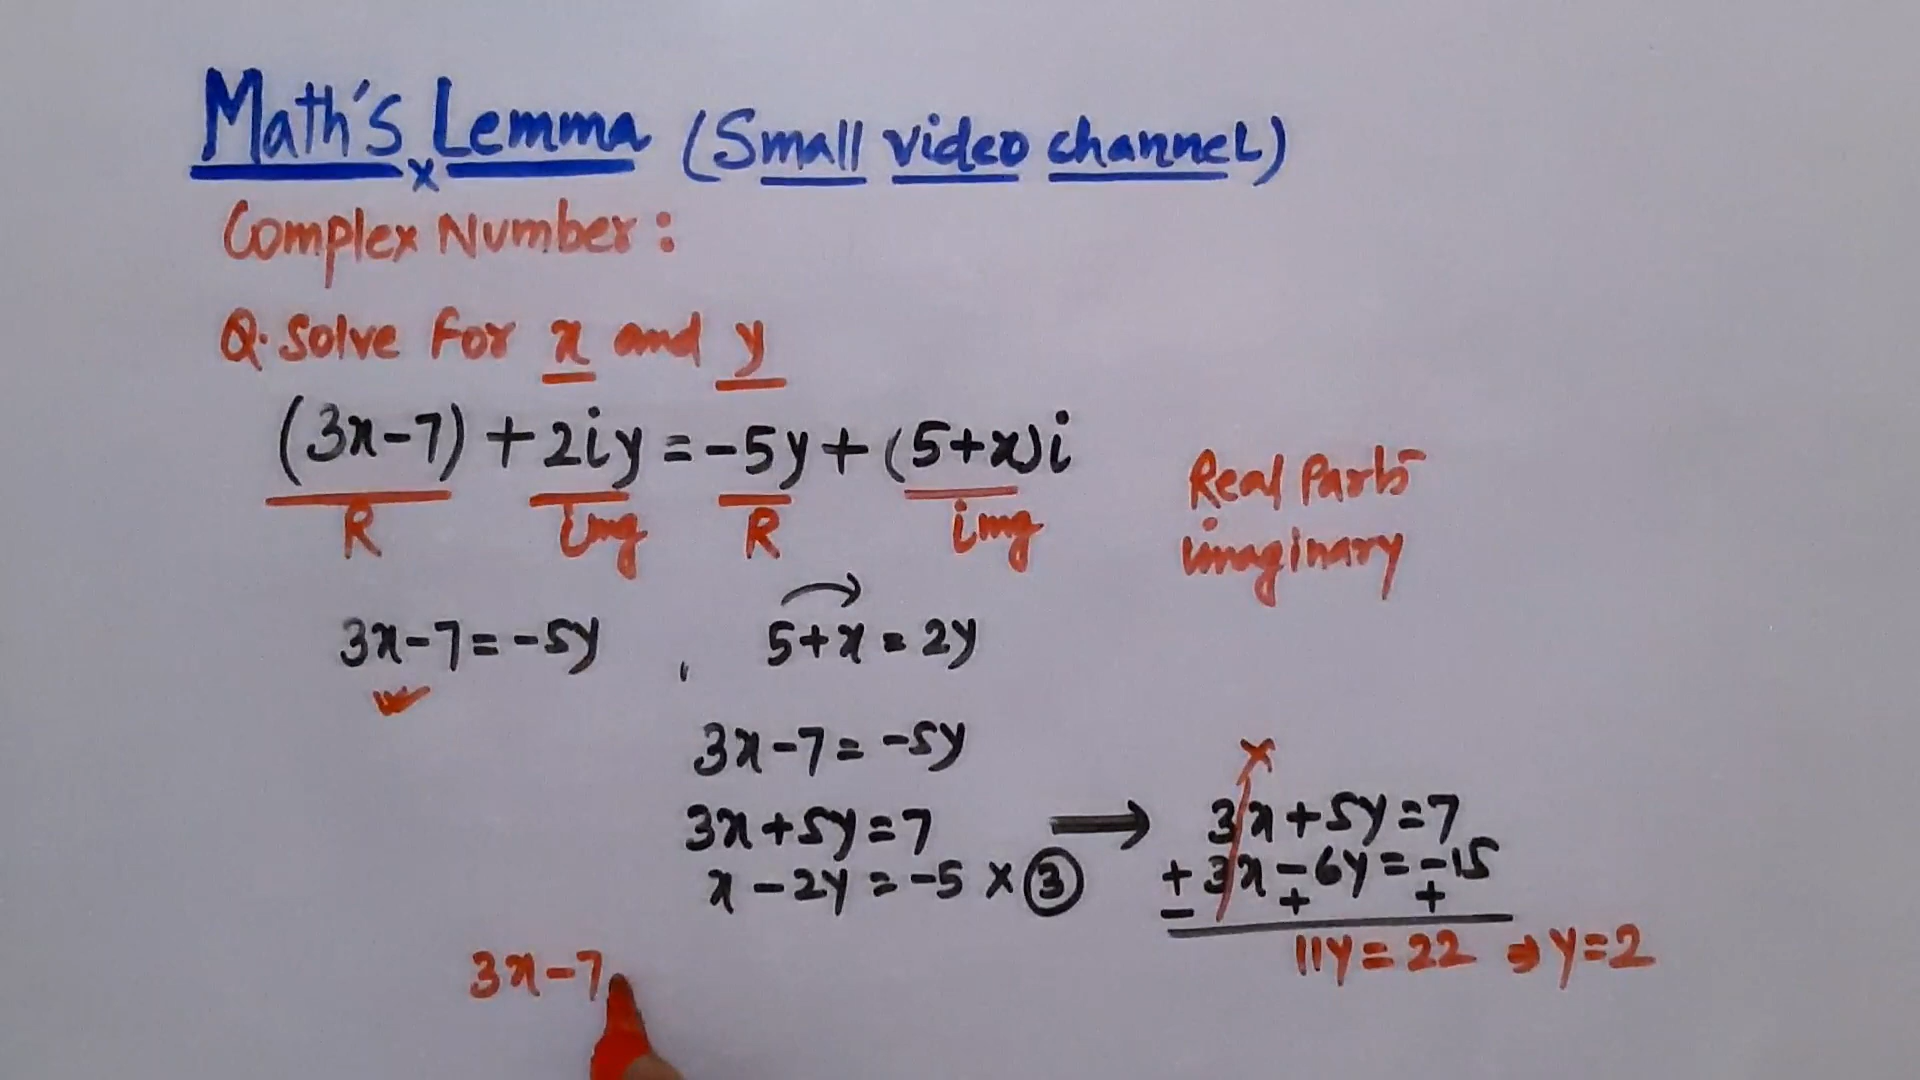 Math's Lemma (Small video channel)
x
Complex Number:
Q. Solve For x and y
(3x-7) + 2iy = -5y + (5+x)i
R img R img
Real Parts
imaginary
3x-7=-5y , 5+x=2y
3x-7=-5y
3x+5y=7
x-2y=-5 × 3
x
3x+5y=7
+3x-6y=-15
- + +
11y=22 ⇒ y=2
3x-7